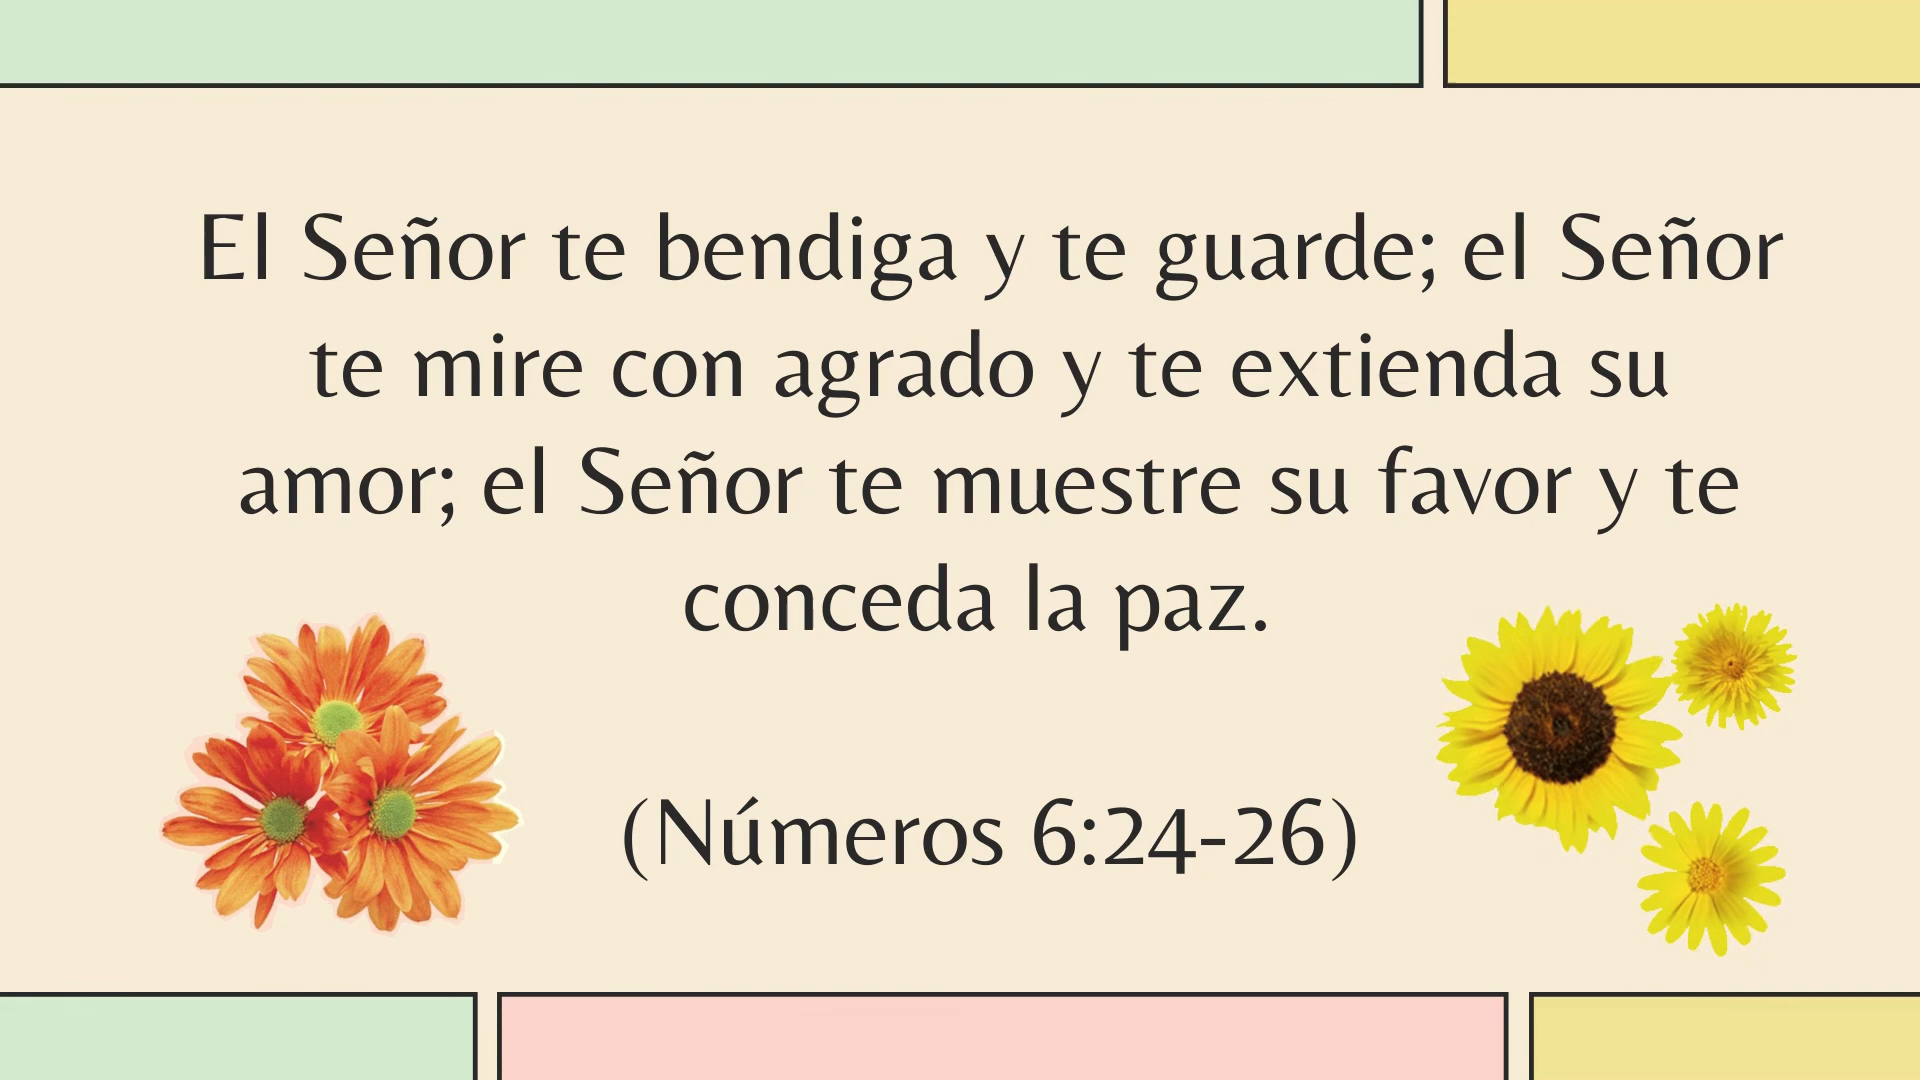 El Señor te bendiga y te guarde; el Señor
te mire con agrado y te extienda su
amor; el Señor te muestre su favor y te
conceda la paz.
(Números 6:24-26)